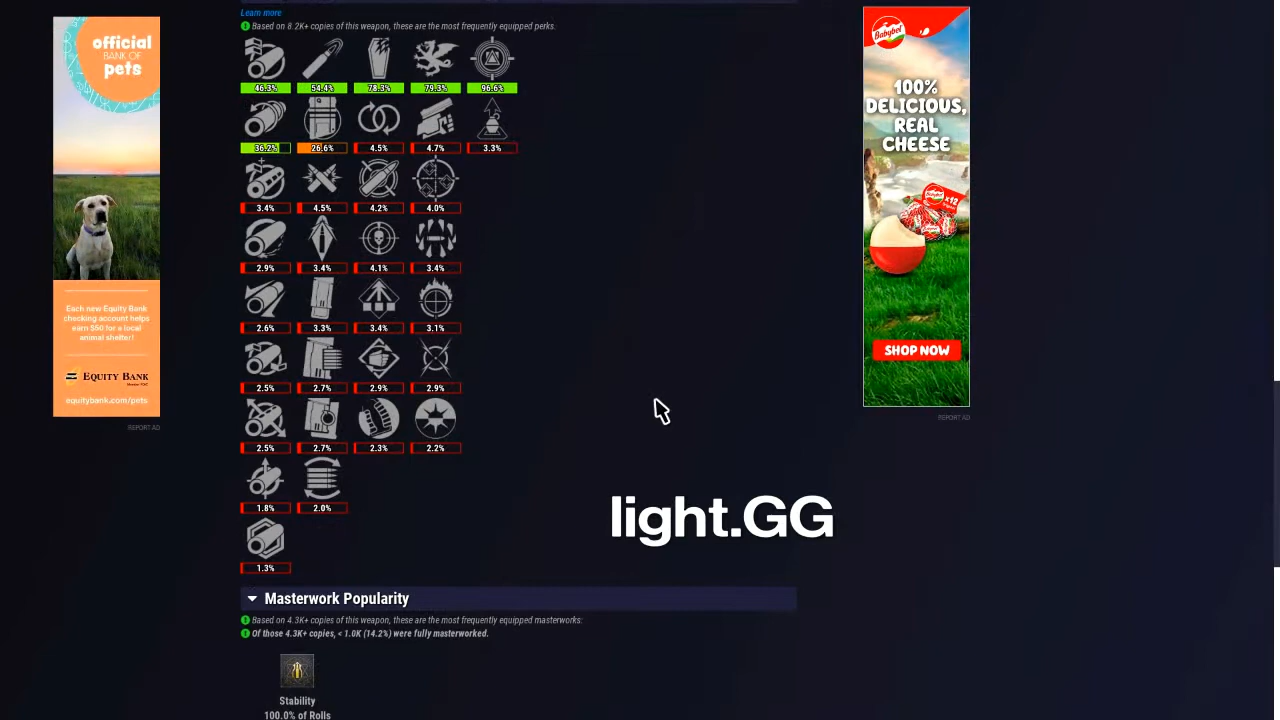 official
BANK OF
pets
Each new Equity Bank
checking account helps
earn $50 for a local
animal shelter!
EQUITY BANK
Member FDIC
equitybank.com/pets
REPORT AD
Learn more
Based on 8.2K+ copies of this weapon, these are the most frequently equipped perks.
46.3% 54.4% 78.3% 79.3% 96.6%
36.2% 26.6% 4.5% 4.7% 3.3%
3.4% 4.5% 4.2% 4.0%
2.9% 3.4% 4.1% 3.4%
2.6% 3.3% 3.4% 3.1%
2.5% 2.7% 2.9% 2.9%
2.5% 2.7% 2.3% 2.2%
1.8% 2.0%
1.3%
light.GG
Masterwork Popularity
Based on 4.3K+ copies of this weapon, these are the most frequently equipped masterworks:
Of those 4.3K+ copies, < 1.0K (14.2%) were fully masterworked.
Stability
100.0% of Rolls
Babybel
100%
DELICIOUS,
REAL
CHEESE
x12
SHOP NOW
REPORT AD